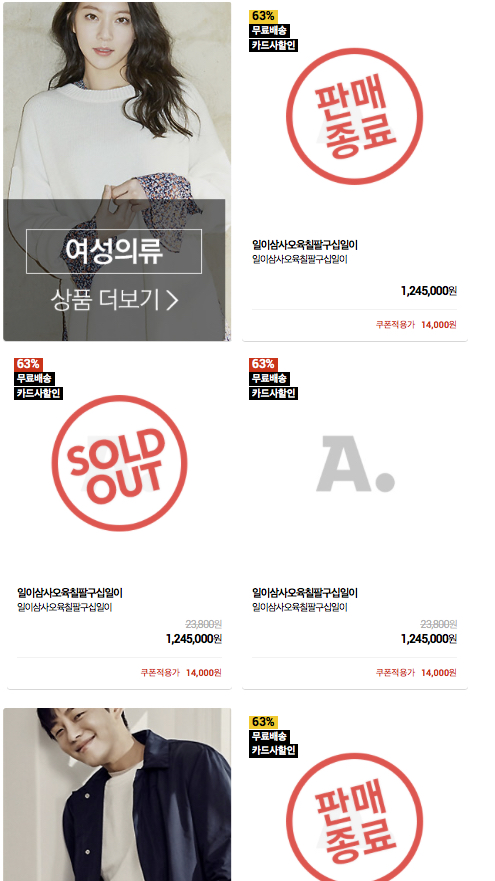 여성의류
상품 더보기 >
63%
무료배송
카드사할인
판매
종료
일이삼사오육칠팔구십일이
일이삼사오육칠팔구십일이
1,245,000원
쿠폰적용가 14,000원
63%
무료배송
카드사할인
SOLD
OUT
일이삼사오육칠팔구십일이
일이삼사오육칠팔구십일이
23,800원
1,245,000원
쿠폰적용가 14,000원
63%
무료배송
카드사할인
A.
일이삼사오육칠팔구십일이
일이삼사오육칠팔구십일이
23,800원
1,245,000원
쿠폰적용가 14,000원
63%
무료배송
카드사할인
판매
종료